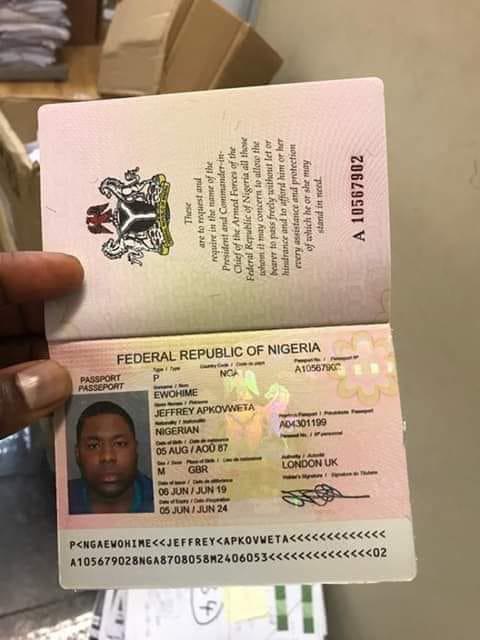 These
are to request and
require in the name of the
President and Commander-in-
Chief of the Armed Forces of the
Federal Republic of Nigeria all those
whom it may concern to allow the
bearer to pass freely without let or
hindrance and to afford him or her
every assistance and protection
of which he or she may
stand in need.
A 10567902
FEDERAL REPUBLIC OF NIGERIA
PASSPORT
PASSEPORT
Type / Type
P
Country Code / Code du pays
NGA
Passport No. / Passeport N°
A10567902
Surname / Nom
EWOHIME
Given Names / Prénoms
JEFFREY APKOVWETA
Nationality / Nationalité
NIGERIAN
Previous Passport
A04301199
Date of Birth / Date de naissance
05 AUG / AOÛ 87
Personal No. / N° personnel
Sex / Sexe
M
Place of Birth / Lieu de naissance
GBR
Authority / Autorité
LONDON UK
Date of Issue / Date de délivrance
06 JUN / JUN 19
Holder's Signature / Signature du Titulaire
Date of Expiry / Date d'expiration
05 JUN / JUN 24
P<NGAEWOHIME<<JEFFREY<APKOVWETA<<<<<<<<<<<<<
A105679028NGA8708058M2406053<<<<<<<<<<<<<<02